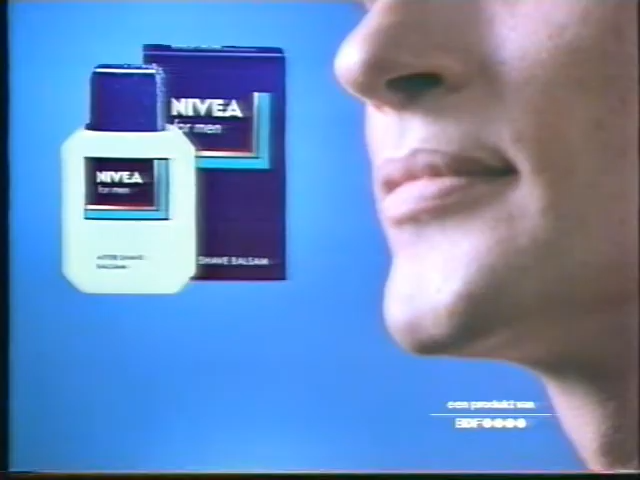 NIVEA
for men
SHAVE BALSAM
NIVEA
for men
AFTER SHAVE
BALSAM
een produkt van
BDF